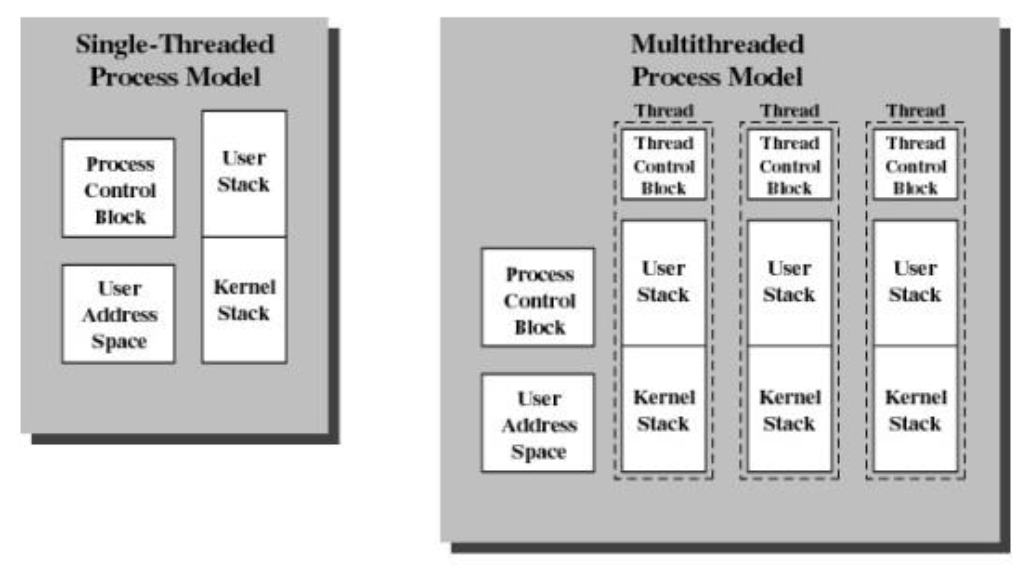 Single-Threaded
Process Model
Process
Control
Block
User
Stack
User
Address
Space
Kernel
Stack
Multithreaded
Process Model
Thread
Thread
Thread
Thread
Control
Block
Thread
Control
Block
Thread
Control
Block
Process
Control
Block
User
Stack
User
Stack
User
Stack
User
Address
Space
Kernel
Stack
Kernel
Stack
Kernel
Stack